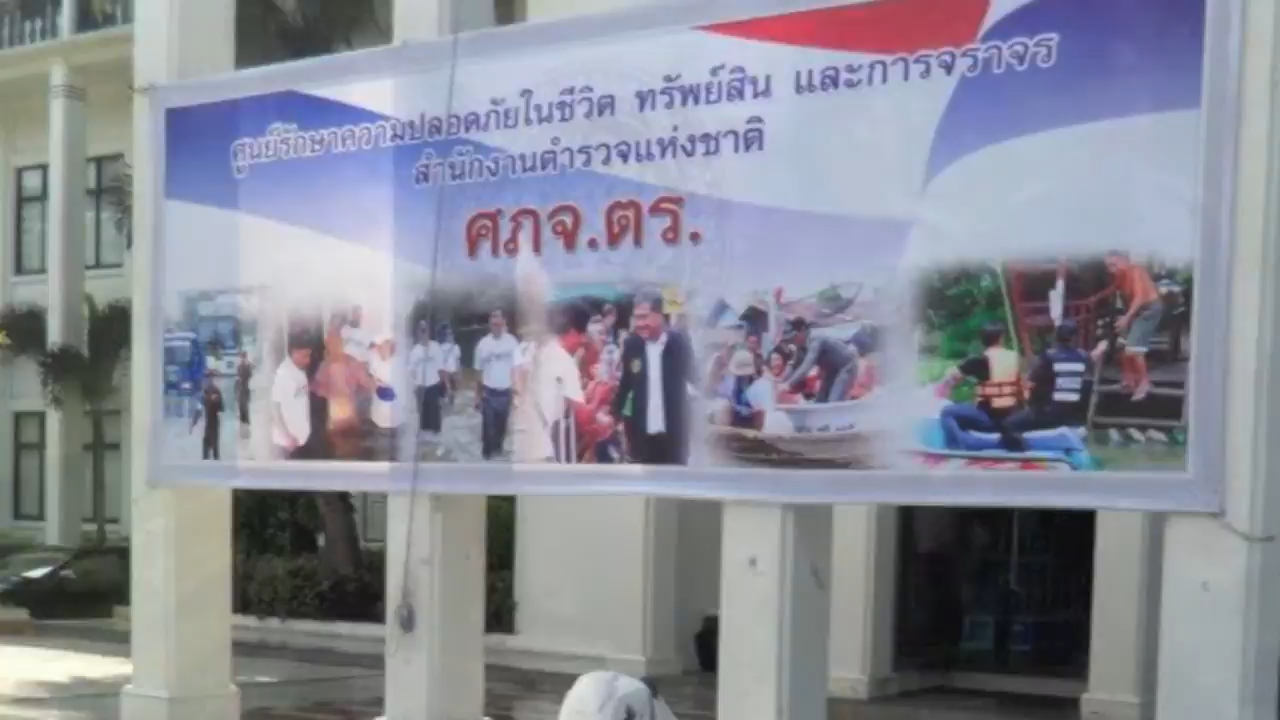 ศูนย์รักษาความปลอดภัยในชีวิต ทรัพย์สิน และการจราจร
สำนักงานตำรวจแห่งชาติ
ศภจ.ตร.